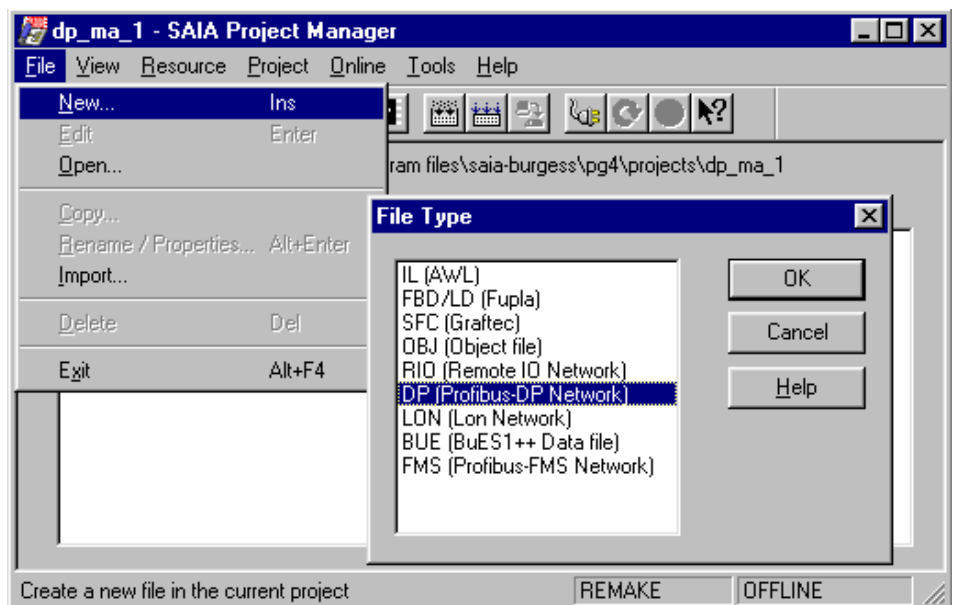 dp_ma_1 - SAIA Project Manager
File View Resource Project Online Tools Help
New... Ins
Edit Enter
Open...
ram files\saia-burgess\pg4\projects\dp_ma_1
Copy...
Rename / Properties... Alt+Enter
Import...
Delete Del
Exit Alt+F4
File Type
IL (AWL)
FBD/LD (Fupla)
SFC (Graftec)
OBJ (Object file)
RIO (Remote IO Network)
DP (Profibus-DP Network)
LON (Lon Network)
BUE (BuES1++ Data file)
FMS (Profibus-FMS Network)
OK
Cancel
Help
Create a new file in the current project REMAKE OFFLINE